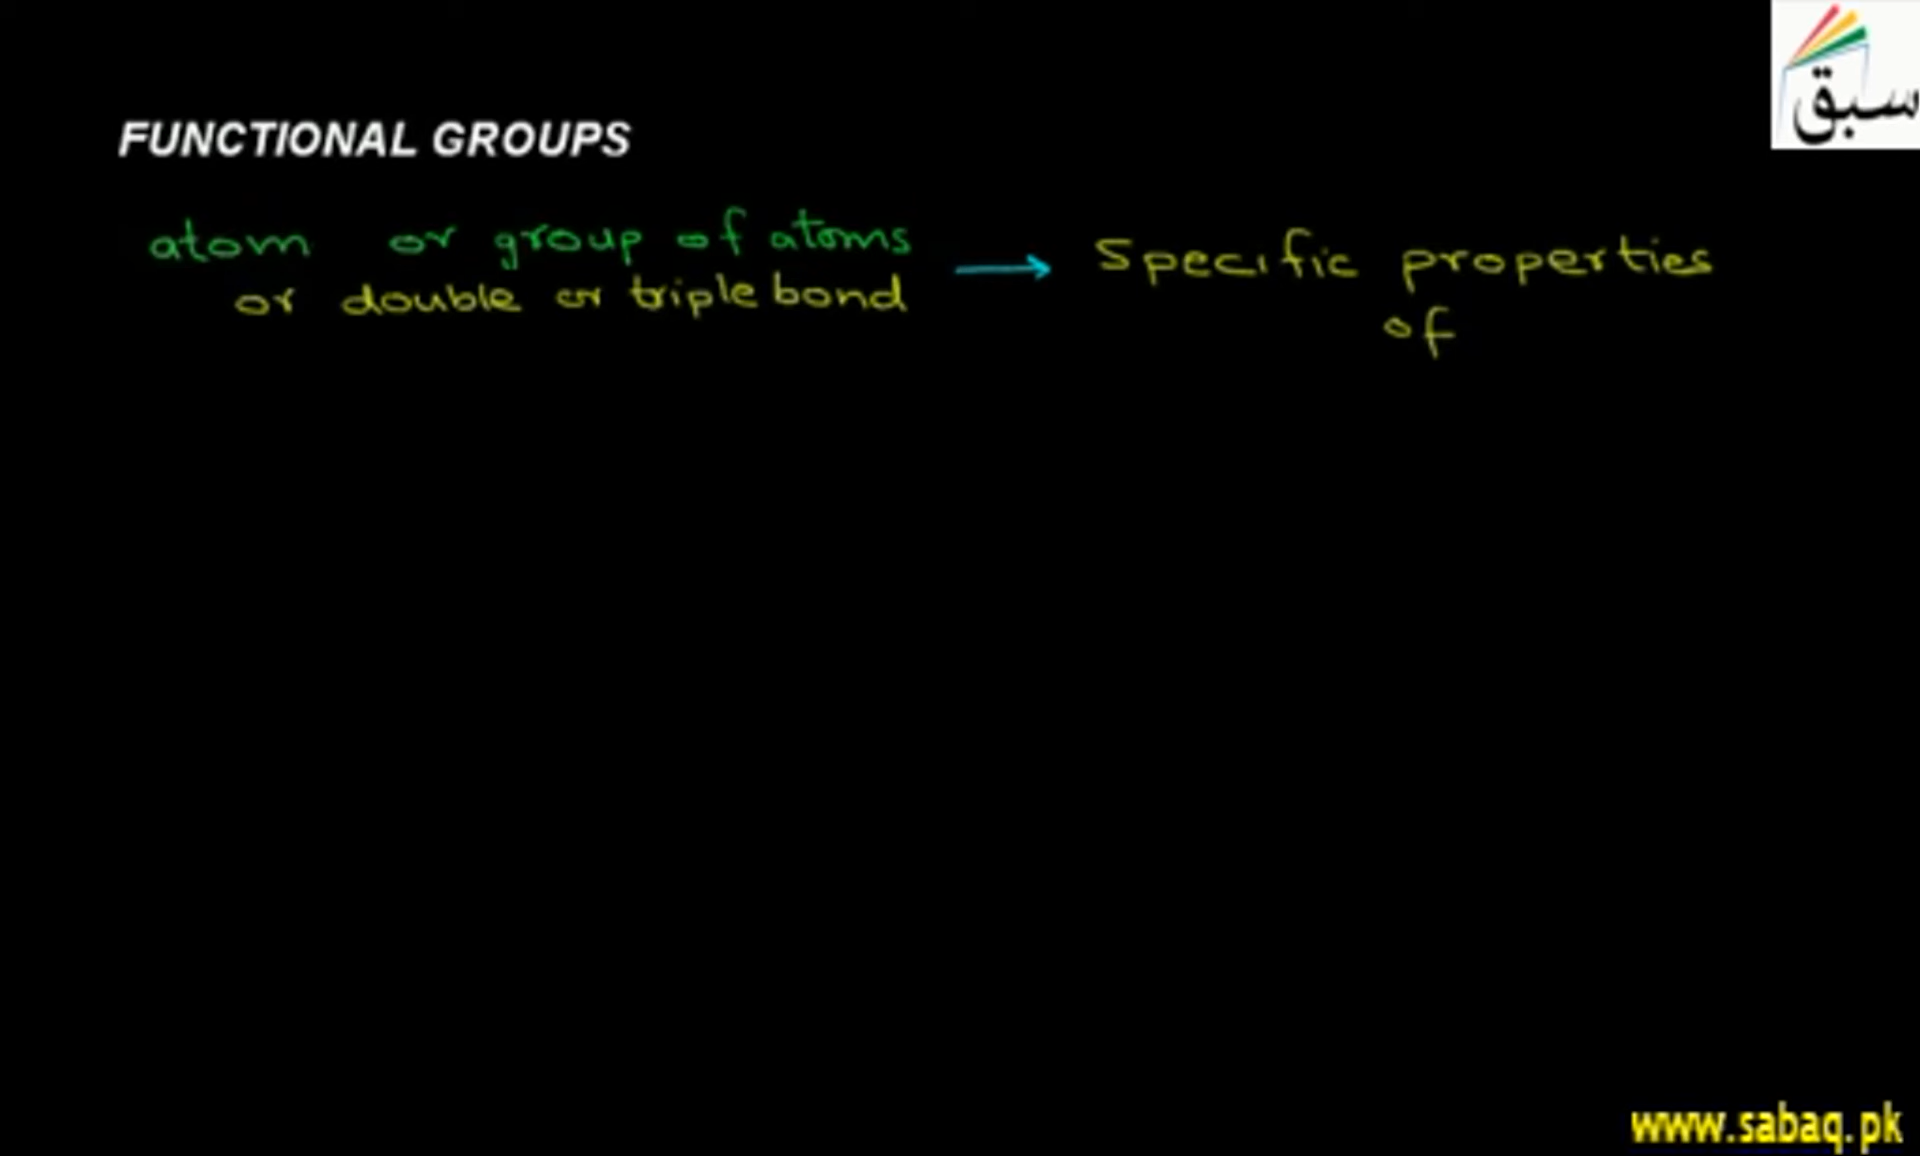 سبق
FUNCTIONAL GROUPS
atom or group of atoms
or double or triple bond
→ Specific properties
of
www.sabaq.pk